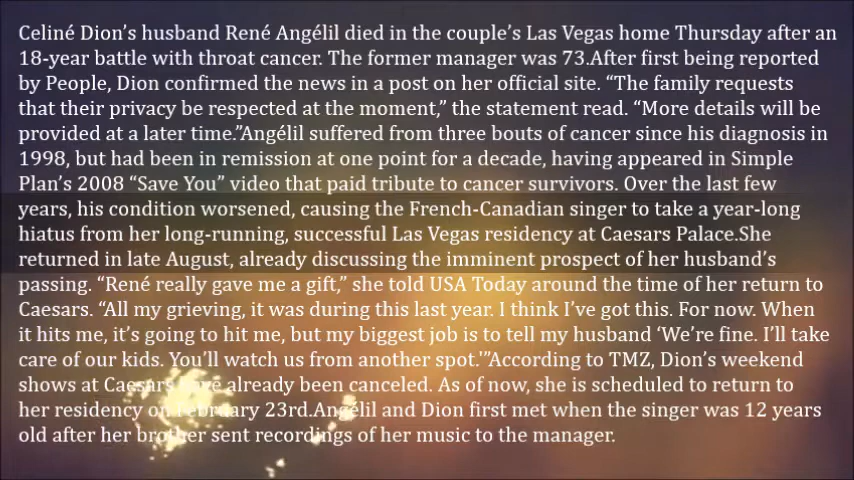 Celiné Dion’s husband René Angélil died in the couple’s Las Vegas home Thursday after an
18-year battle with throat cancer. The former manager was 73.After first being reported
by People, Dion confirmed the news in a post on her official site. “The family requests
that their privacy be respected at the moment,” the statement read. “More details will be
provided at a later time.”Angélil suffered from three bouts of cancer since his diagnosis in
1998, but had been in remission at one point for a decade, having appeared in Simple
Plan’s 2008 “Save You” video that paid tribute to cancer survivors. Over the last few
years, his condition worsened, causing the French-Canadian singer to take a year-long
hiatus from her long-running, successful Las Vegas residency at Caesars Palace.She
returned in late August, already discussing the imminent prospect of her husband’s
passing. “René really gave me a gift,” she told USA Today around the time of her return to
Caesars. “All my grieving, it was during this last year. I think I’ve got this. For now. When
it hits me, it’s going to hit me, but my biggest job is to tell my husband ‘We’re fine. I’ll take
care of our kids. You’ll watch us from another spot.’”According to TMZ, Dion’s weekend
shows at Caesars have already been canceled. As of now, she is scheduled to return to
her residency on February 23rd.Angélil and Dion first met when the singer was 12 years
old after her brother sent recordings of her music to the manager.